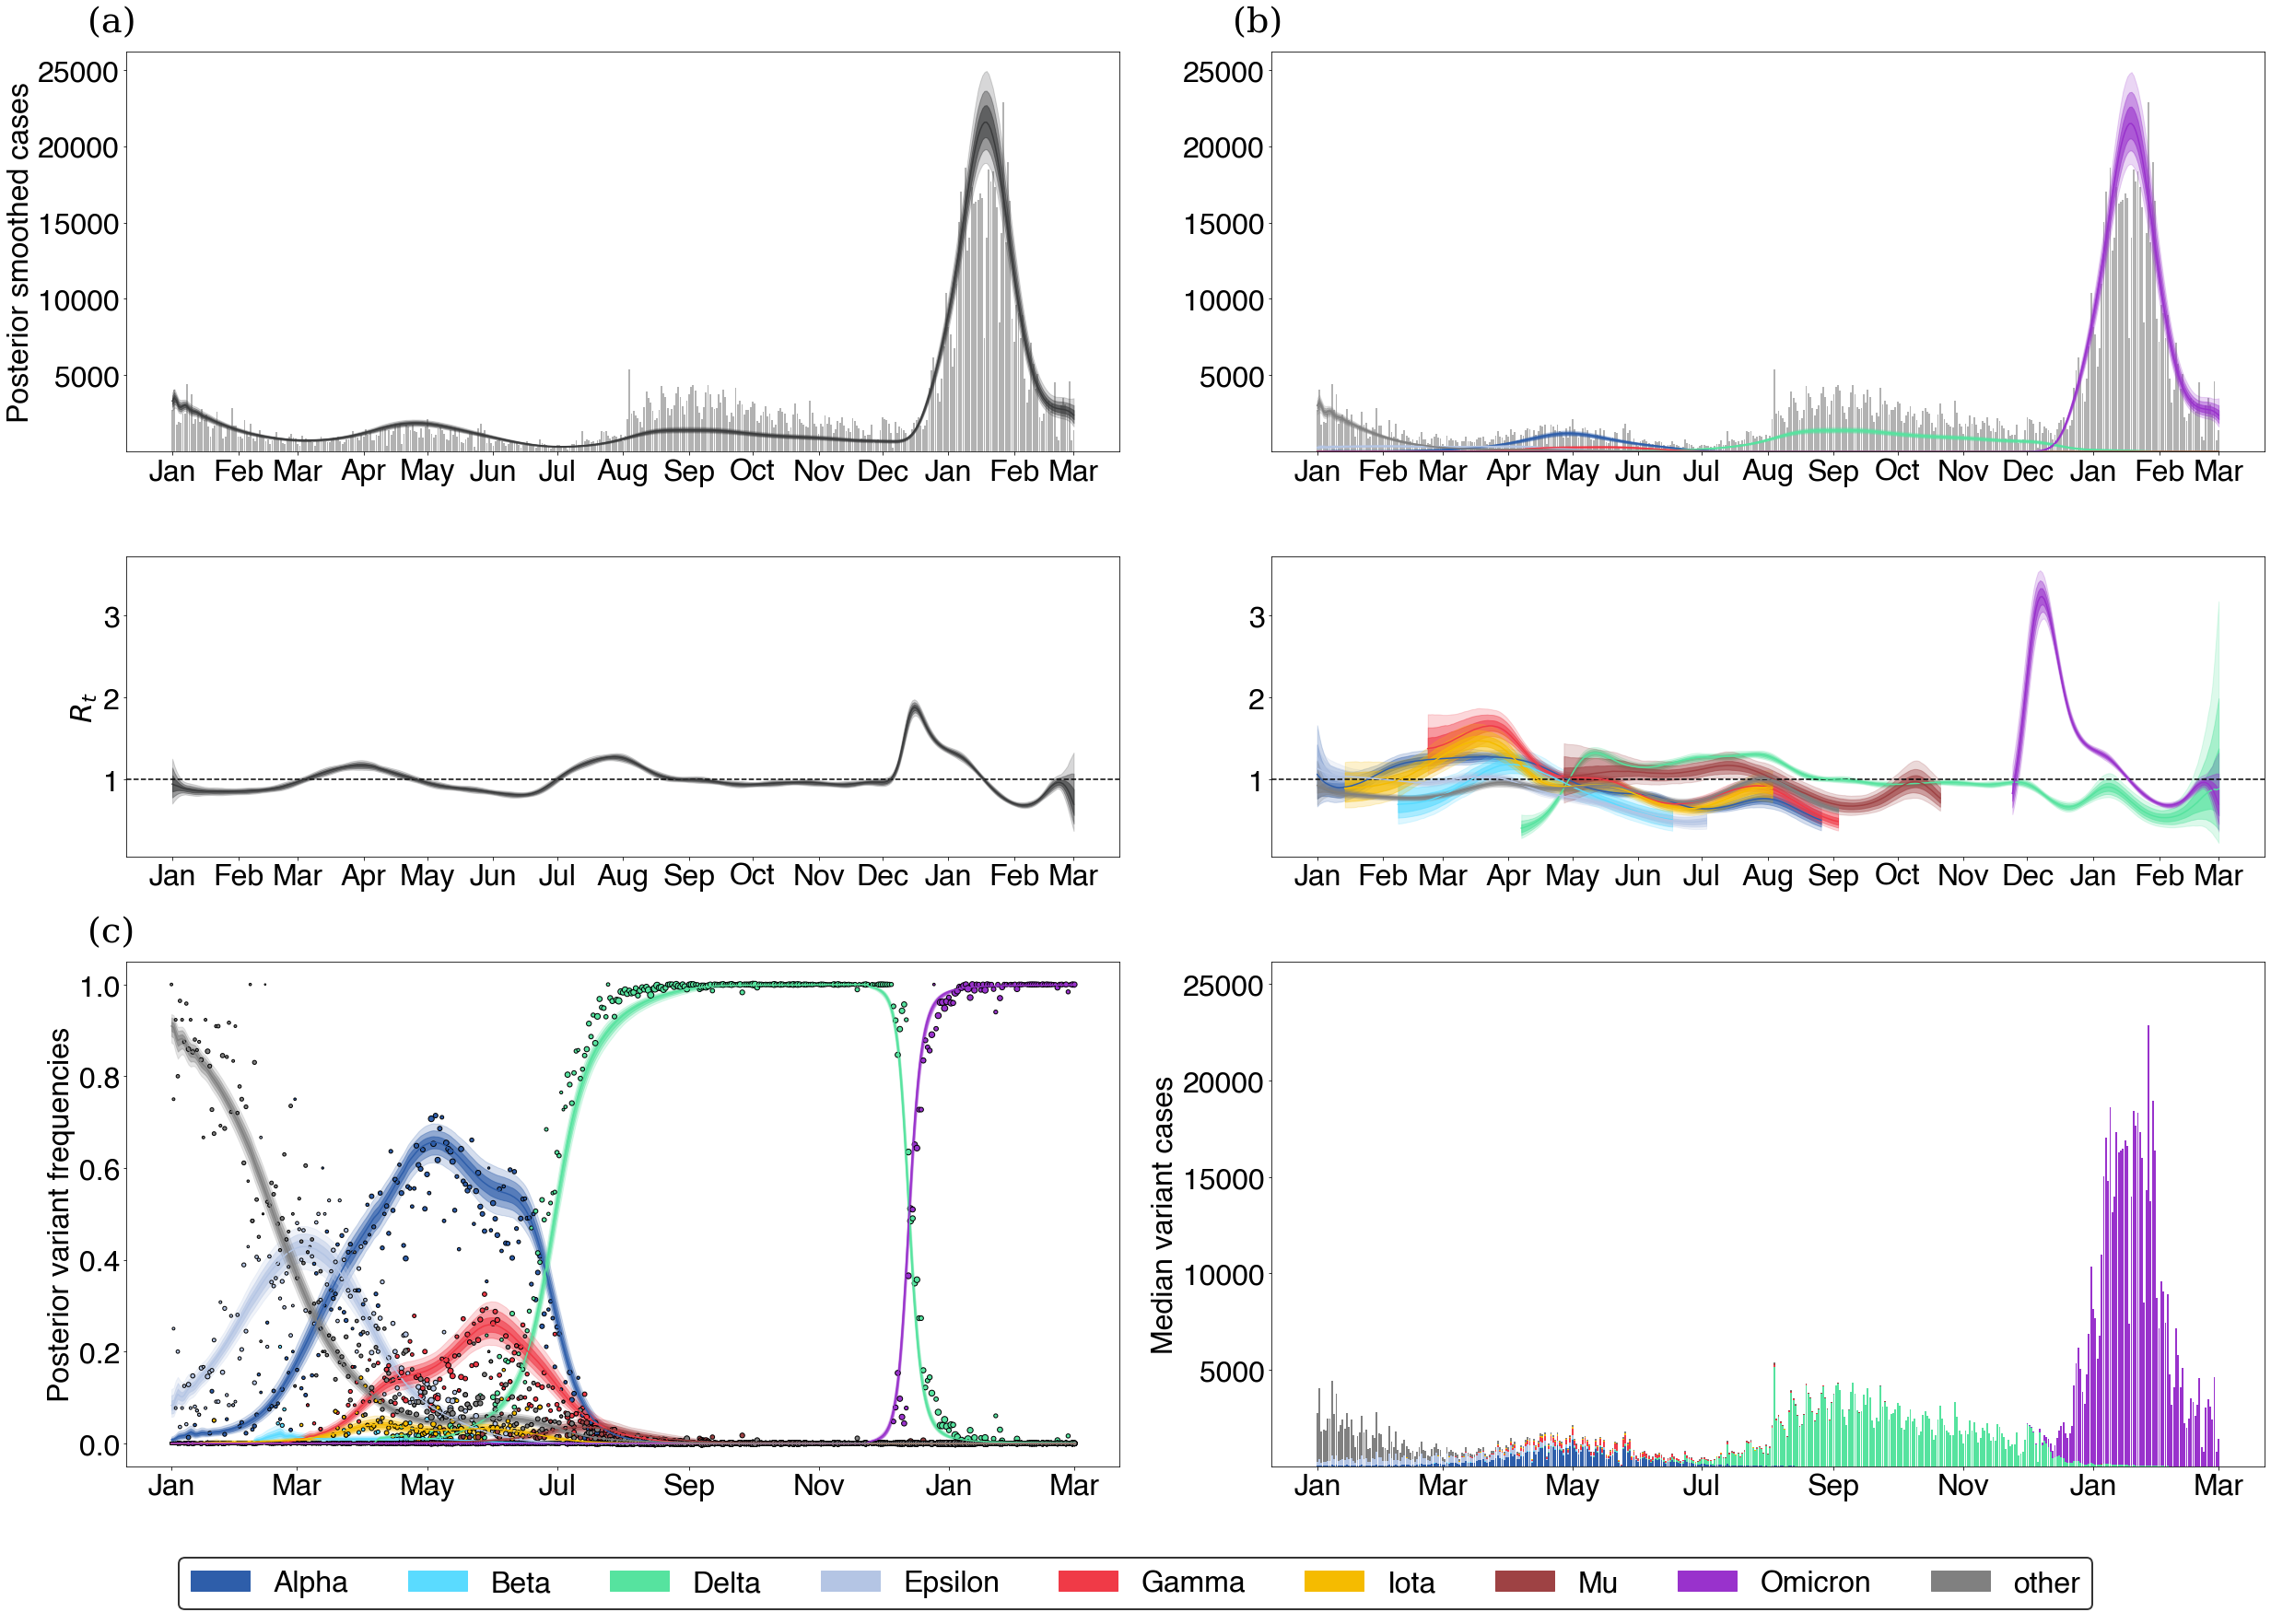 (a)
(b)
Posterior smoothed cases
25000
20000
15000
10000
5000
Jan Feb Mar Apr May Jun Jul Aug Sep Oct Nov Dec Jan Feb Mar
25000
20000
15000
10000
5000
Jan Feb Mar Apr May Jun Jul Aug Sep Oct Nov Dec Jan Feb Mar
R_t
3
2
1
Jan Feb Mar Apr May Jun Jul Aug Sep Oct Nov Dec Jan Feb Mar
3
2
1
Jan Feb Mar Apr May Jun Jul Aug Sep Oct Nov Dec Jan Feb Mar
(c)
Posterior variant frequencies
1.0
0.8
0.6
0.4
0.2
0.0
Jan Mar May Jul Sep Nov Jan Mar
Median variant cases
25000
20000
15000
10000
5000
Jan Mar May Jul Sep Nov Jan Mar
Alpha Beta Delta Epsilon Gamma Iota Mu Omicron other